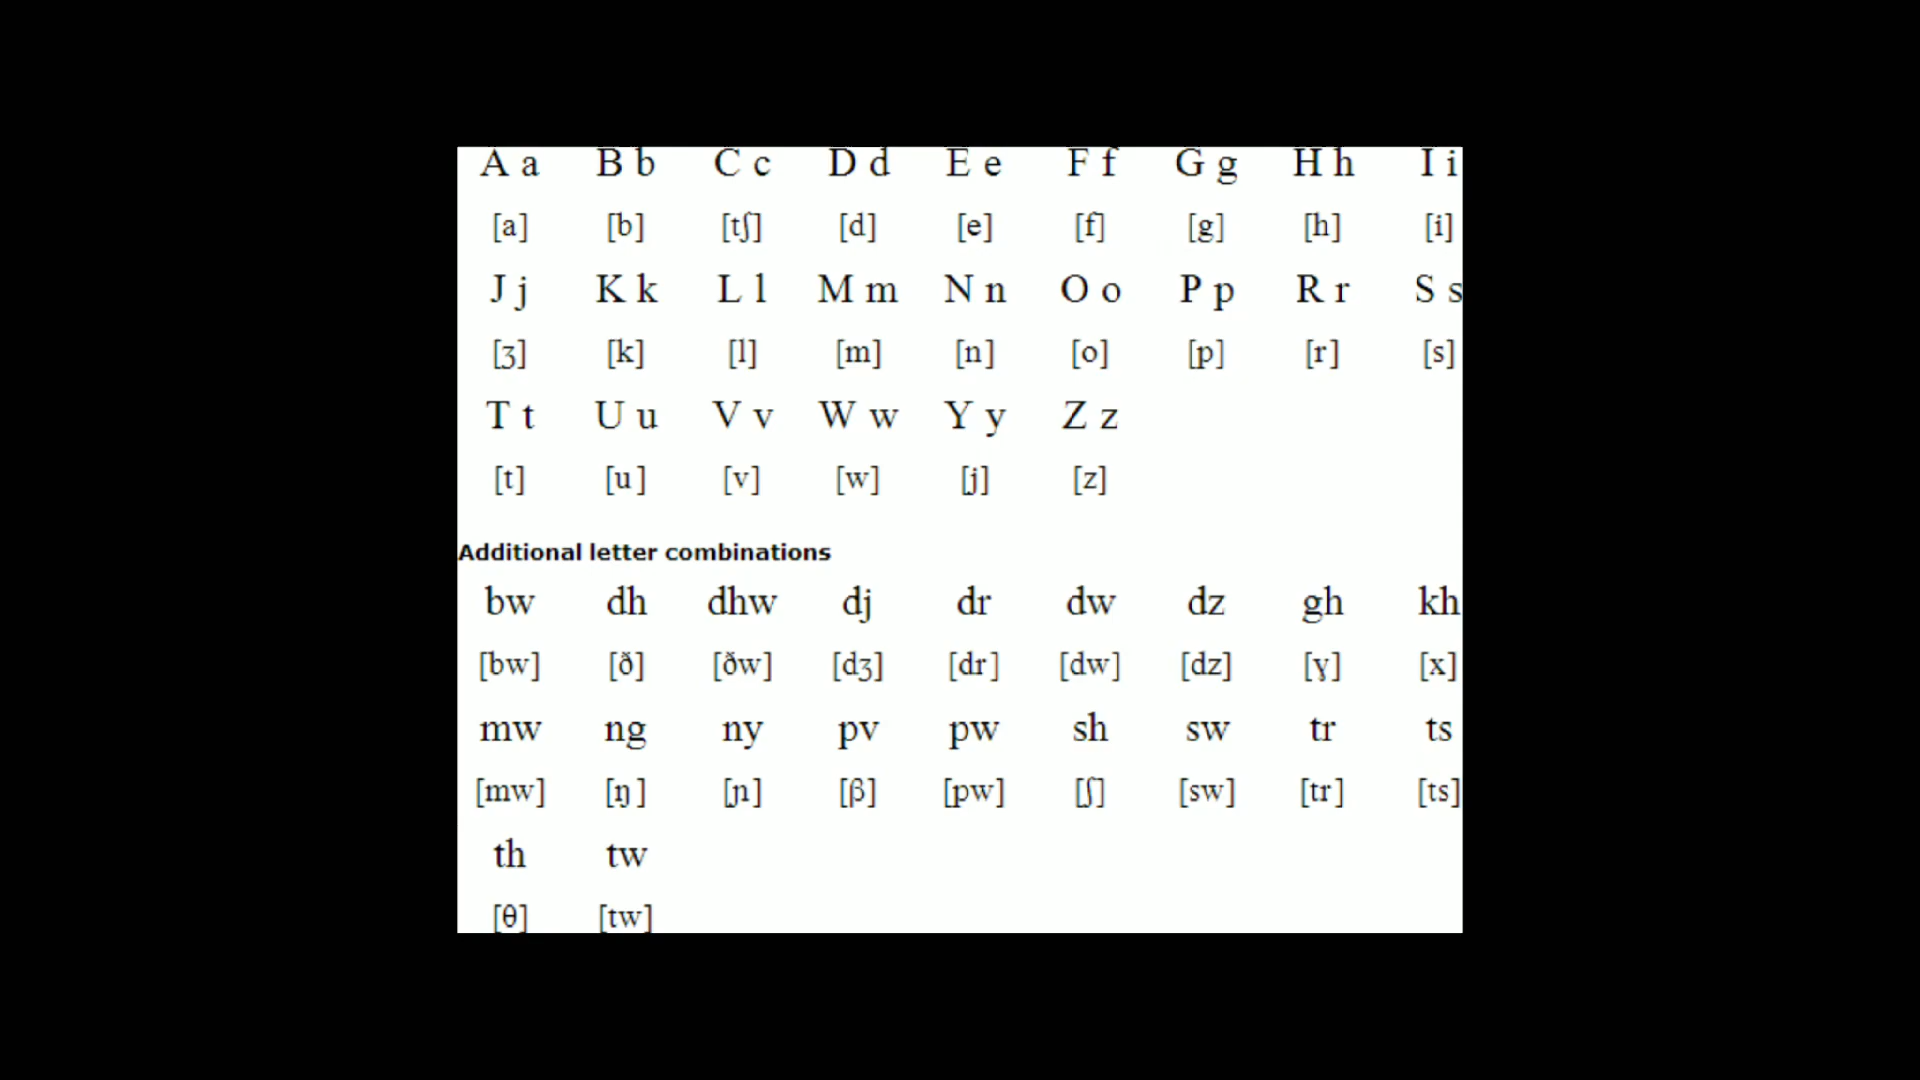 A a B b C c D d E e F f G g H h I i
[a] [b] [tʃ] [d] [e] [f] [g] [h] [i]
J j K k L l M m N n O o P p R r S s
[ʒ] [k] [l] [m] [n] [o] [p] [r] [s]
T t U u V v W w Y y Z z
[t] [u] [v] [w] [j] [z]
Additional letter combinations
bw dh dhw dj dr dw dz gh kh
[bw] [ð] [ðw] [dʒ] [dr] [dw] [dz] [ɣ] [x]
mw ng ny pv pw sh sw tr ts
[mw] [ŋ] [ɲ] [β] [pw] [ʃ] [sw] [tr] [ts]
th tw
[θ] [tw]